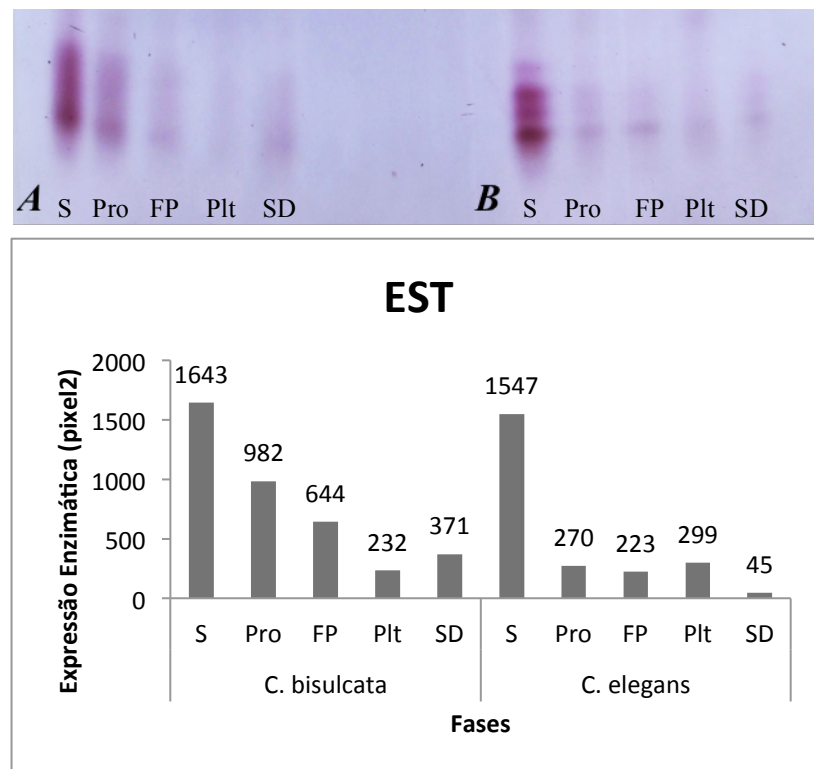 A S Pro FP Plt SD B S Pro FP Plt SD
EST
Expressão Enzimática (pixel2)
2000
1500
1000
500
0
1643
982
644
232
371
1547
270
223
299
45
S Pro FP Plt SD S Pro FP Plt SD
C. bisulcata C. elegans
Fases